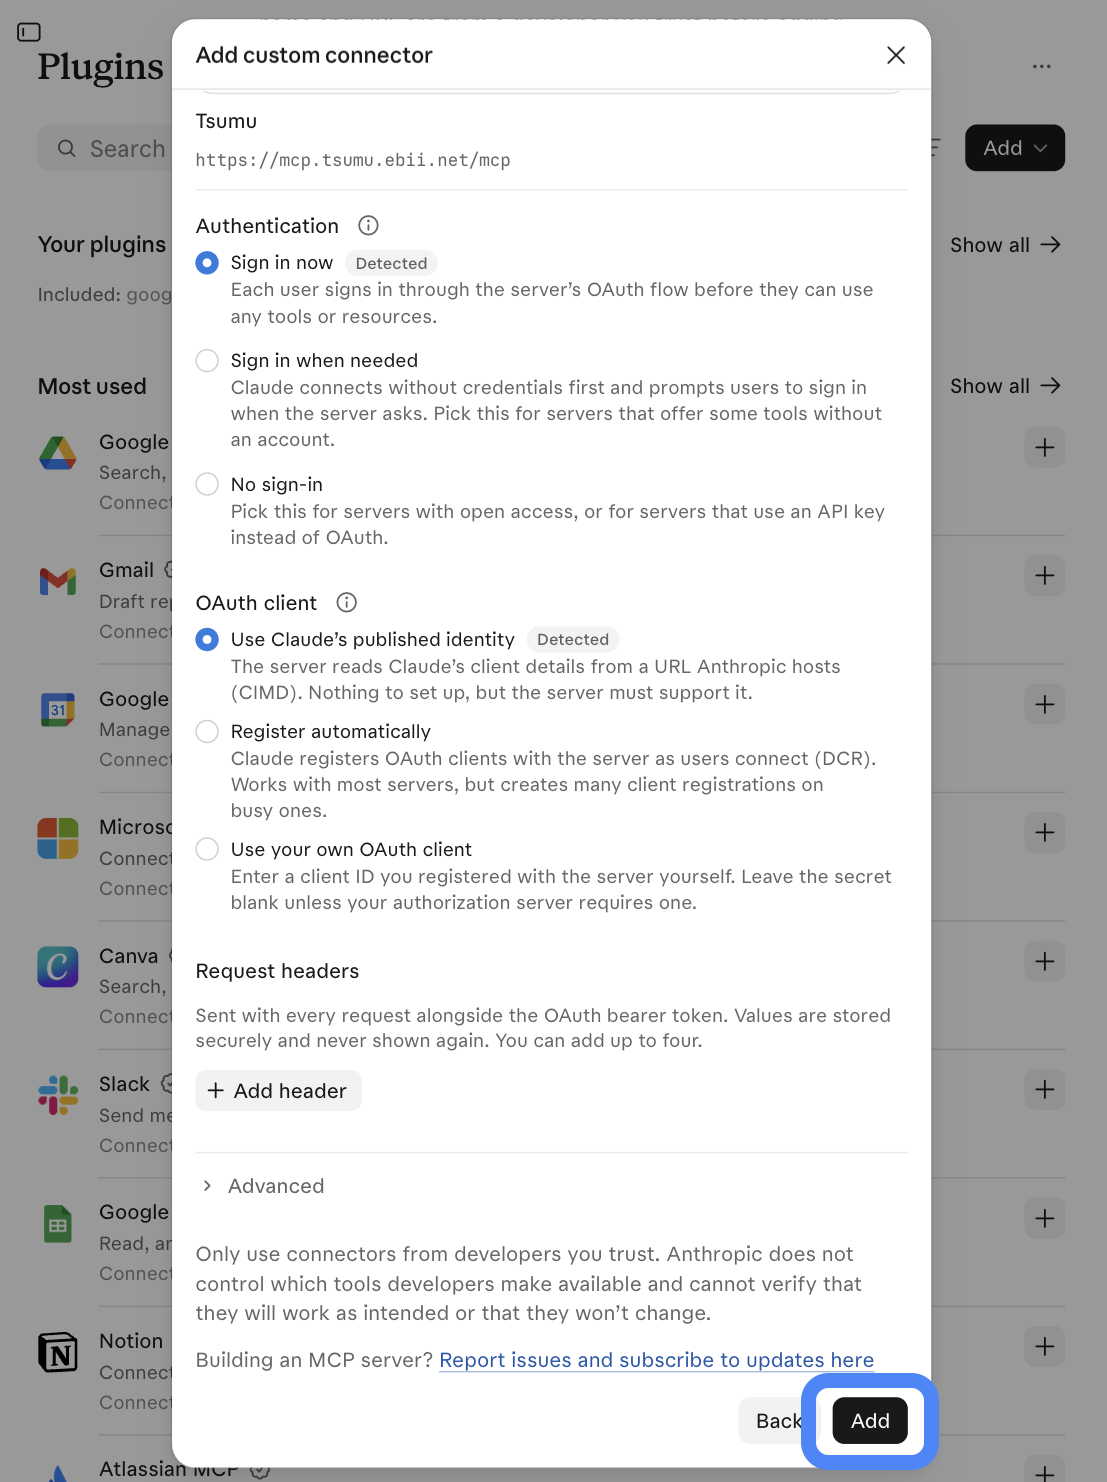 Add custom connector
Plugins
Search
Add
Tsumu
https://mcp.tsumu.ebii.net/mcp
Your plugins
Show all
Included: goog
Authentication
Sign in now Detected
Each user signs in through the server's OAuth flow before they can use
any tools or resources.
Sign in when needed
Claude connects without credentials first and prompts users to sign in
when the server asks. Pick this for servers that offer some tools without
an account.
No sign-in
Pick this for servers with open access, or for servers that use an API key
instead of OAuth.
OAuth client
Use Claude's published identity Detected
The server reads Claude's client details from a URL Anthropic hosts
(CIMD). Nothing to set up, but the server must support it.
Register automatically
Claude registers OAuth clients with the server as users connect (DCR).
Works with most servers, but creates many client registrations on
busy ones.
Use your own OAuth client
Enter a client ID you registered with the server yourself. Leave the secret
blank unless your authorization server requires one.
Request headers
Sent with every request alongside the OAuth bearer token. Values are stored
securely and never shown again. You can add up to four.
Add header
Advanced
Only use connectors from developers you trust. Anthropic does not
control which tools developers make available and cannot verify that
they will work as intended or that they won't change.
Building an MCP server? Report issues and subscribe to updates here
Back
Add
Most used
Show all
Google
Search,
Connect
Gmail
Draft rep
Connect
Google
31
Manage
Connect
Microso
Connect
Connect
Canva
Search,
Connect
Slack
Send me
Connect
Google
Read, an
Connect
Notion
Connect
Connect
Atlassian MCP